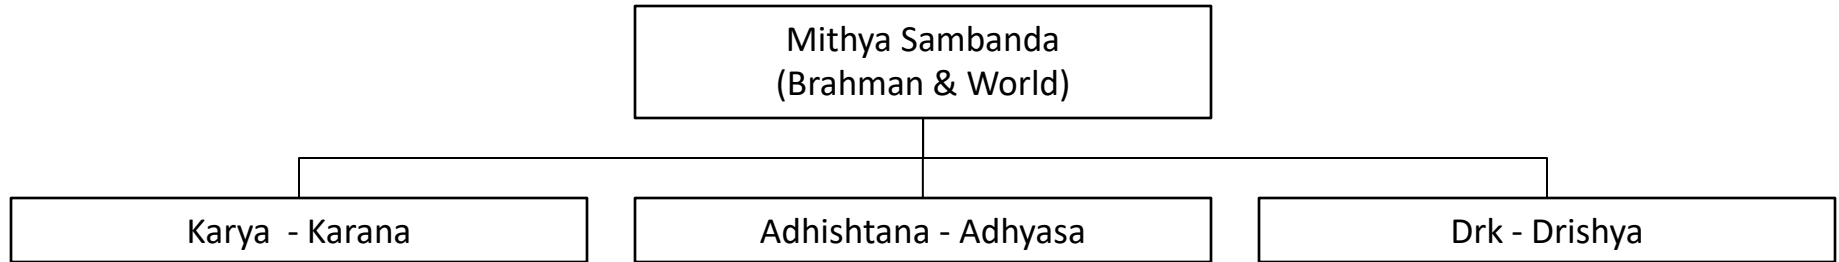 Mithya Sambanda
(Brahman & World)
Karya - Karana
Adhishtana - Adhyasa
Drk - Drishya